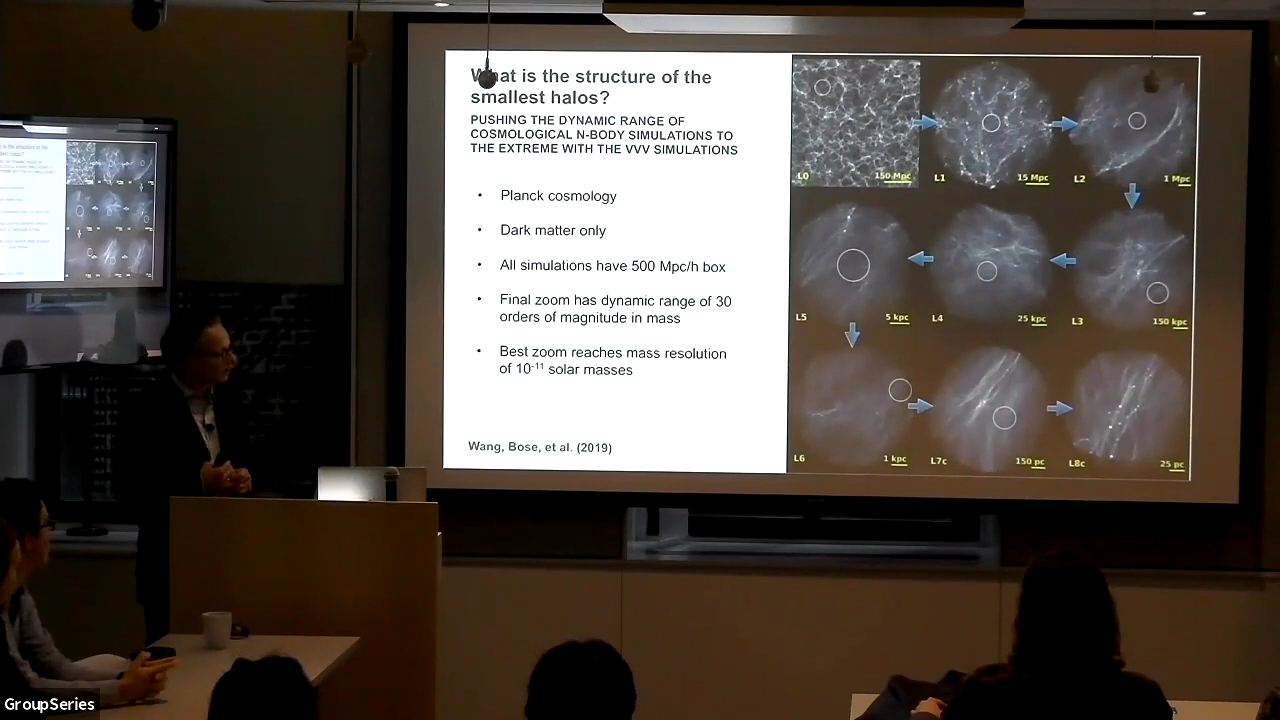 What is the structure of the
smallest halos?
PUSHING THE DYNAMIC RANGE OF
COSMOLOGICAL N-BODY SIMULATIONS TO
THE EXTREME WITH THE VVV SIMULATIONS
• Planck cosmology
• Dark matter only
• All simulations have 500 Mpc/h box
• Final zoom has dynamic range of 30
orders of magnitude in mass
• Best zoom reaches mass resolution
of 10⁻¹¹ solar masses
Wang, Bose, et al. (2019)
L0 150 Mpc
L1 15 Mpc
L2 1 Mpc
L5 5 kpc
L4 25 kpc
L3 150 kpc
L6 1 kpc
L7c 150 pc
L8c 25 pc
GroupSeries